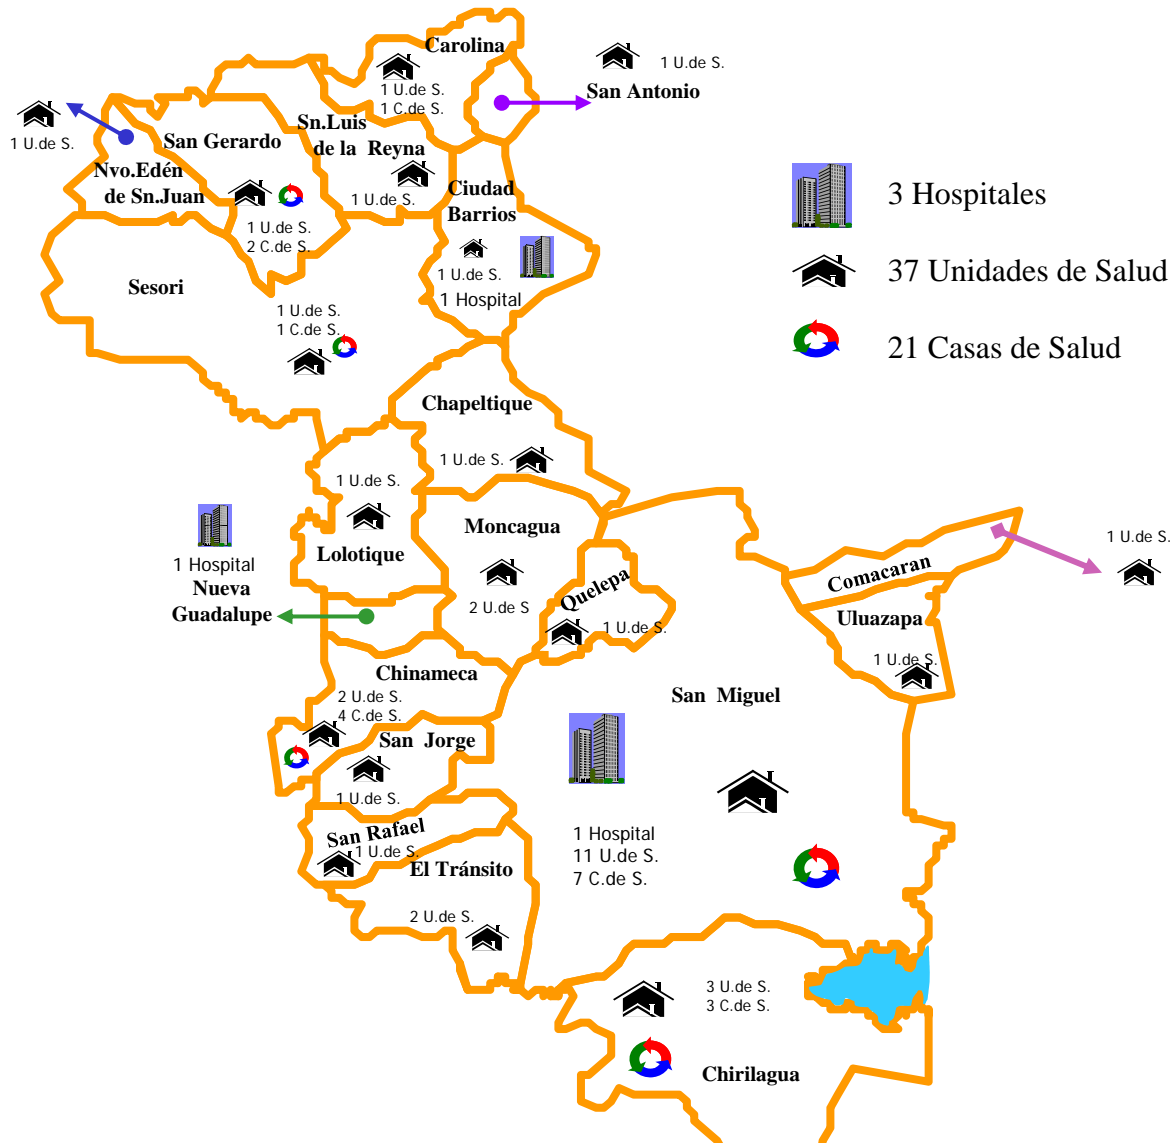 Carolina
1 U.de S.
1 C.de S.
1 U.de S.
San Antonio
1 U.de S.
San Gerardo
1 U.de S.
2 C.de S.
Sn.Luis
de la Reyna
1 U.de S.
Nvo.Edén
de Sn.Juan
Ciudad
Barrios
1 U.de S.
1 Hospital
3 Hospitales
37 Unidades de Salud
21 Casas de Salud
Sesori
1 U.de S.
1 C.de S.
Chapeltique
1 U.de S.
1 U.de S.
Lolotique
Moncagua
2 U.de S
1 Hospital
Nueva
Guadalupe
Quelepa
1 U.de S.
Comacaran
1 U.de S.
Uluazapa
1 U.de S.
Chinameca
2 U.de S.
4 C.de S.
San Jorge
1 U.de S.
San Miguel
1 Hospital
11 U.de S.
7 C.de S.
San Rafael
1 U.de S.
El Tránsito
2 U.de S.
3 U.de S.
3 C.de S.
Chirilagua